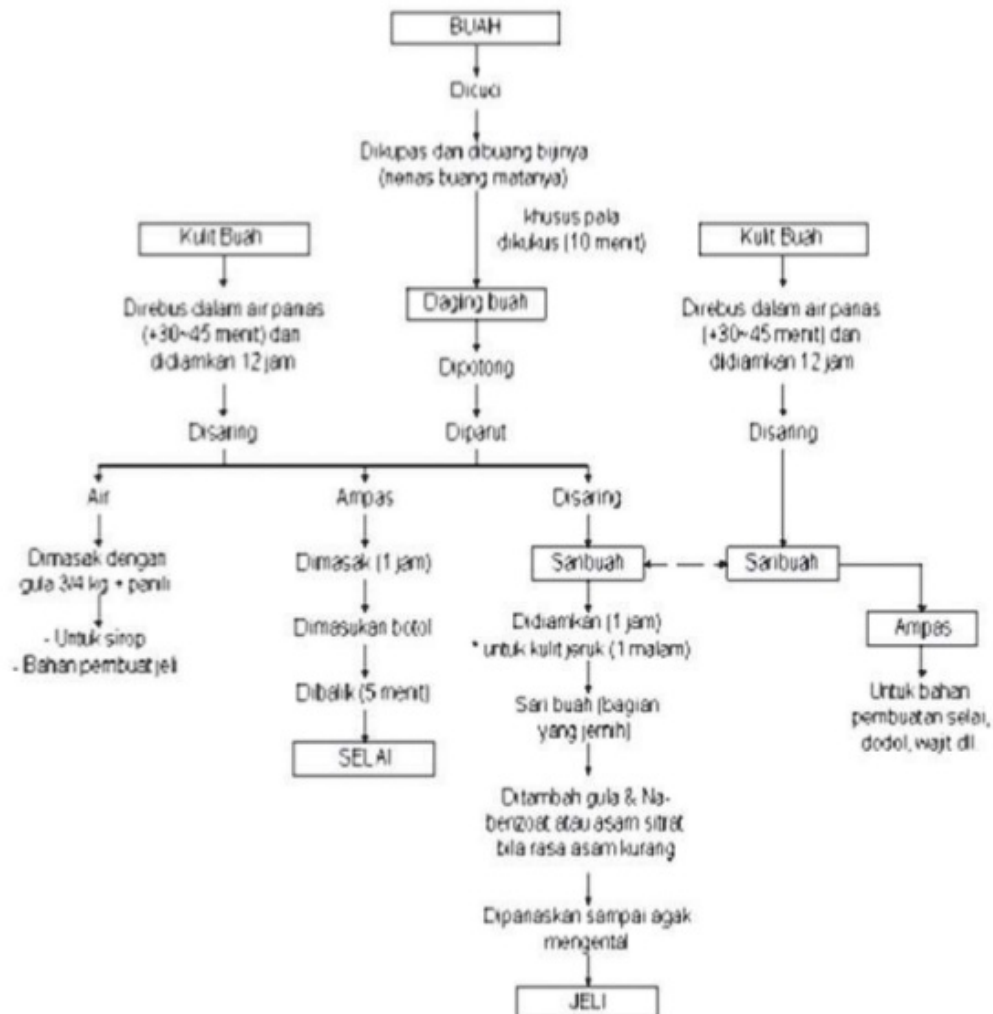 BUAH
Dicuci
Dikupas dan dibuang bijinya
(nenas buang matanya)
khusus pala
dikukus (10 menit)
Kulit Buah
Direbus dalam air panas
(+30~45 menit) dan
didiamkan 12 jam
Disaring
Daging buah
Dipotong
Diparut
Kulit Buah
Direbus dalam air panas
(+30~45 menit) dan
didiamkan 12 jam
Disaring
Air
Dimasak dengan
gula 3/4 kg + panili
- Untuk sirop
- Bahan pembuat jeli
Ampas
Dimasak (1 jam)
Dimasukan botol
Dibalik (5 menit)
SELAI
Disaring
Saribuah
Didiamkan (1 jam)
* untuk kulit jeruk (1 malam)
Sari buah (bagian
yang jernih)
Ditambah gula & Na-
benzoat atau asam sitrat
bila rasa asam kurang
Dipanaskan sampai agak
mengental
JELI
Saribuah
Ampas
Untuk bahan
pembuatan selai,
dodol, wajit dll.